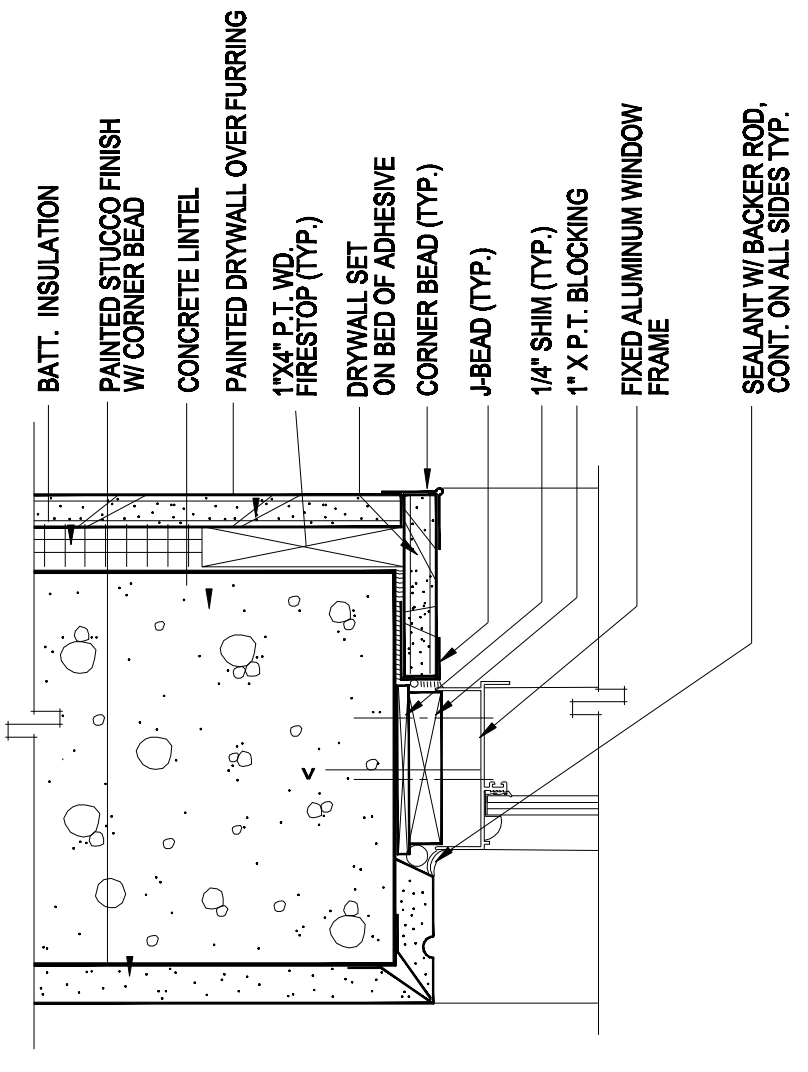 BATT. INSULATION
PAINTED STUCCO FINISH
W/ CORNER BEAD
CONCRETE LINTEL
PAINTED DRYWALL OVER FURRING
1"X4" P.T. WD.
FIRESTOP (TYP.)
DRYWALL SET
ON BED OF ADHESIVE
CORNER BEAD (TYP.)
J-BEAD (TYP.)
1/4" SHIM (TYP.)
1" X P.T. BLOCKING
FIXED ALUMINUM WINDOW
FRAME
SEALANT W/ BACKER ROD,
CONT. ON ALL SIDES TYP.